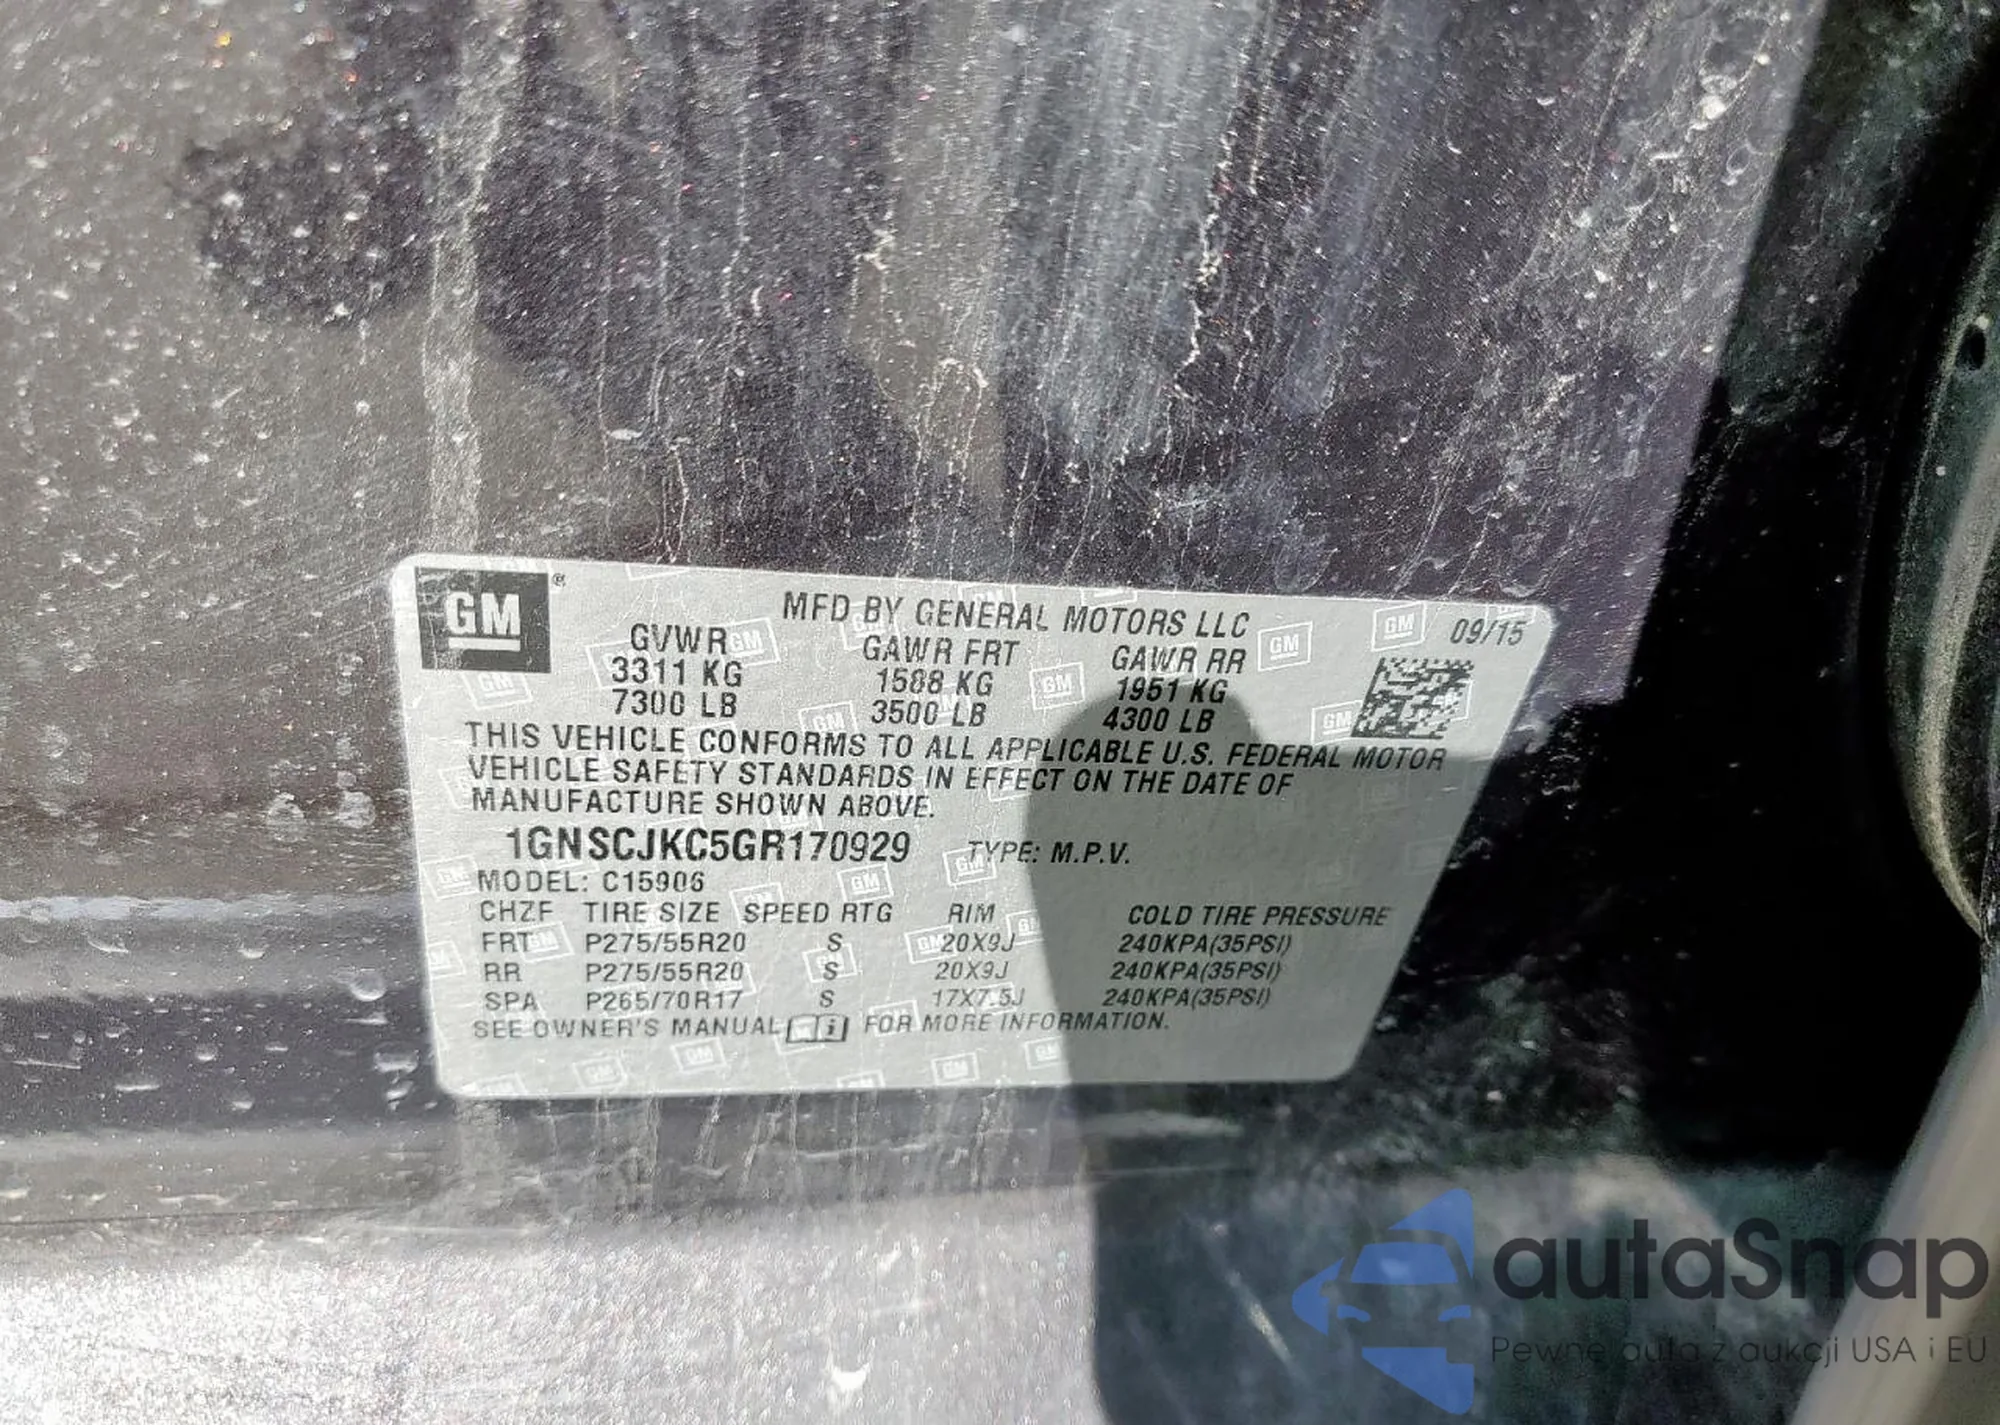 GM ®
MFD BY GENERAL MOTORS LLC 09/15
GVWR GAWR FRT GAWR RR
3311 KG 1588 KG 1951 KG
7300 LB 3500 LB 4300 LB
THIS VEHICLE CONFORMS TO ALL APPLICABLE U.S. FEDERAL MOTOR
VEHICLE SAFETY STANDARDS IN EFFECT ON THE DATE OF
MANUFACTURE SHOWN ABOVE.
1GNSCJKC5GR170929 TYPE: M.P.V.
MODEL: C15906
CHZF TIRE SIZE SPEED RTG RIM COLD TIRE PRESSURE
FRT P275/55R20 S 20X9J 240KPA(35PSI)
RR P275/55R20 S 20X9J 240KPA(35PSI)
SPA P265/70R17 S 17X7.5J 240KPA(35PSI)
SEE OWNER'S MANUAL i FOR MORE INFORMATION.
autaSnap
Pewne auta z aukcji USA i EU